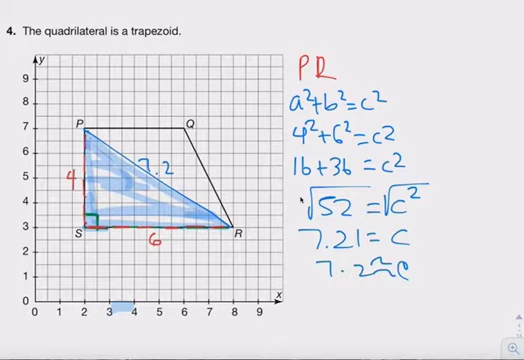 4. The quadrilateral is a trapezoid.
y
9
8
7
6
5
4
3
2
1
0
0 1 2 3 4 5 6 7 8 9
x
P
Q
S
R
4
7.2
6
PR
a²+b²=c²
4²+6²=c²
16+36=c²
√52=√c²
7.21=c
7.2≈c